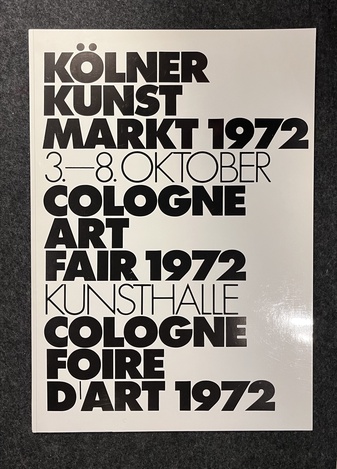 KÖLNER
KUNST
MARKT 1972
3.—8. OKTOBER
COLOGNE
ART
FAIR 1972
KUNSTHALLE
COLOGNE
FOIRE
D'ART 1972